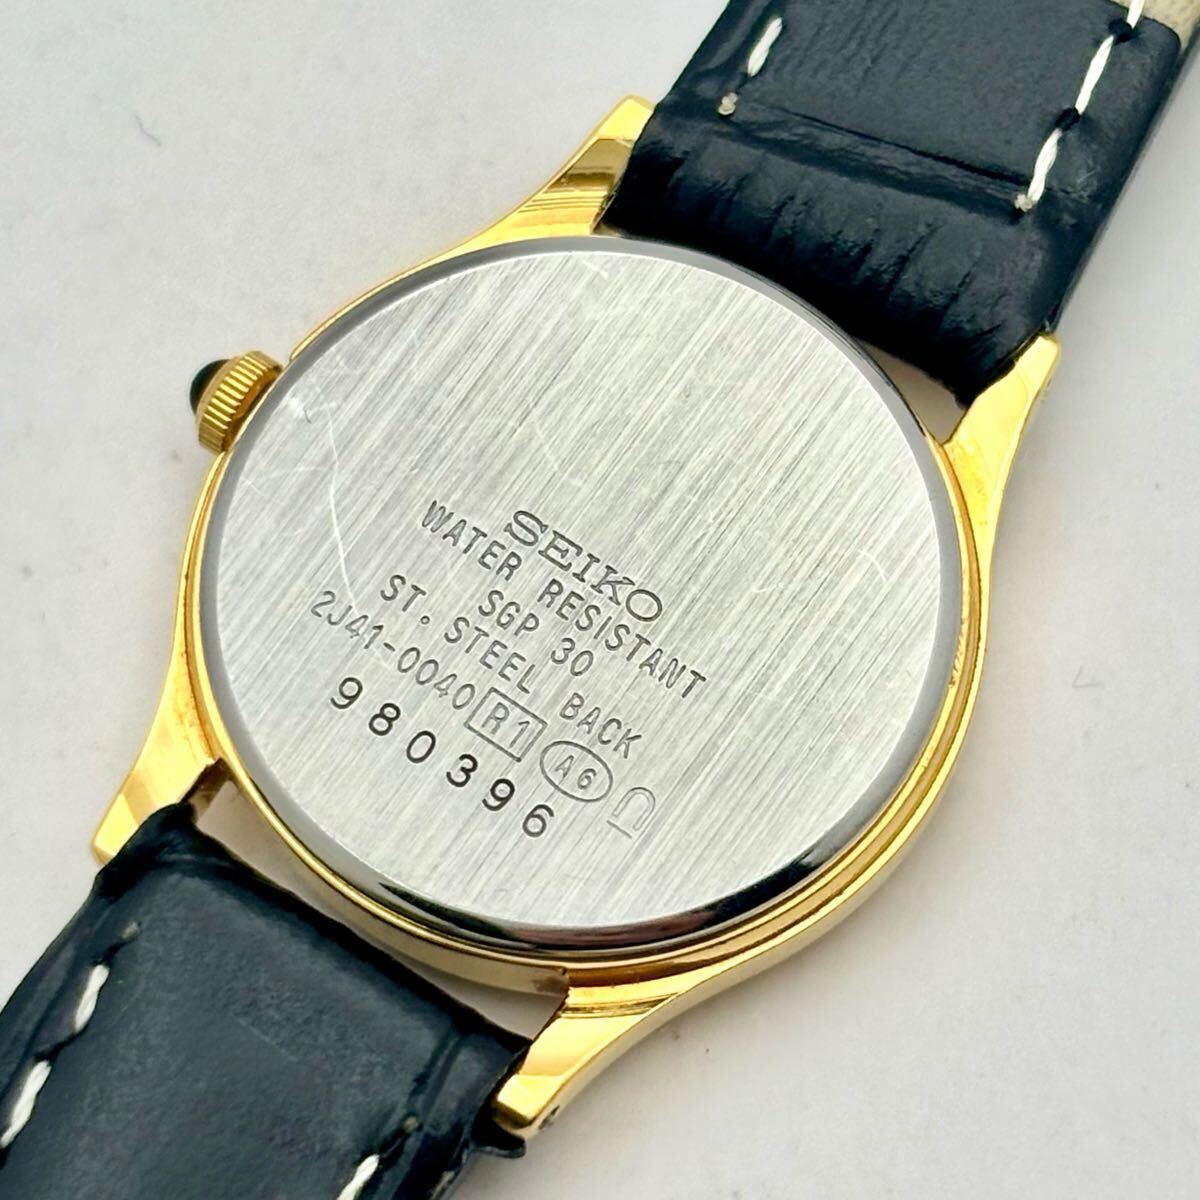 SEIKO
WATER RESISTANT
SGP 30
ST. STEEL BACK
2J41-0040 R1 A6
980396